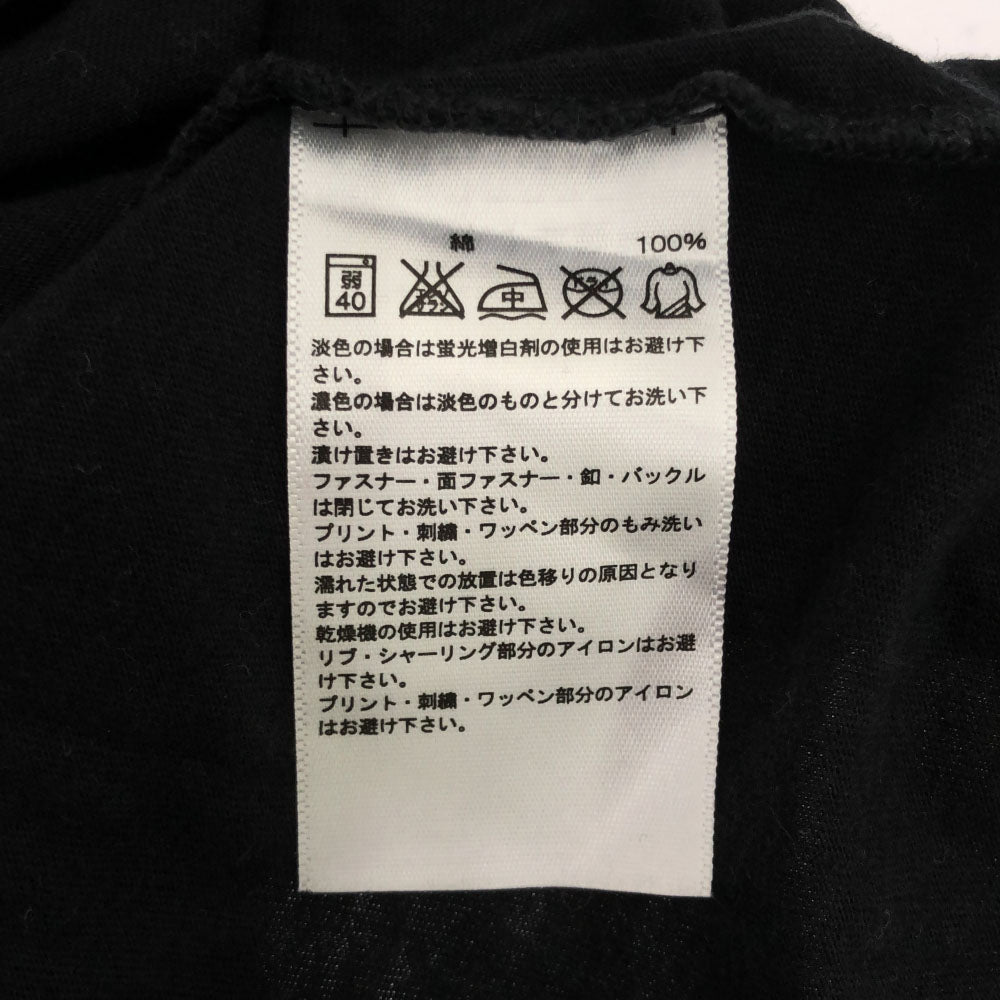 綿 100%
弱 40 エンソ サラシ 中 ドライ
淡色の場合は蛍光増白剤の使用はお避け下
さい。
濃色の場合は淡色のものと分けてお洗い下
さい。
漬け置きはお避け下さい。
ファスナー・面ファスナー・釦・バックル
は閉じてお洗い下さい。
プリント・刺繍・ワッペン部分のもみ洗い
はお避け下さい。
濡れた状態での放置は色移りの原因となり
ますのでお避け下さい。
乾燥機の使用はお避け下さい。
リブ・シャーリング部分のアイロンはお避
け下さい。
プリント・刺繍・ワッペン部分のアイロン
はお避け下さい。